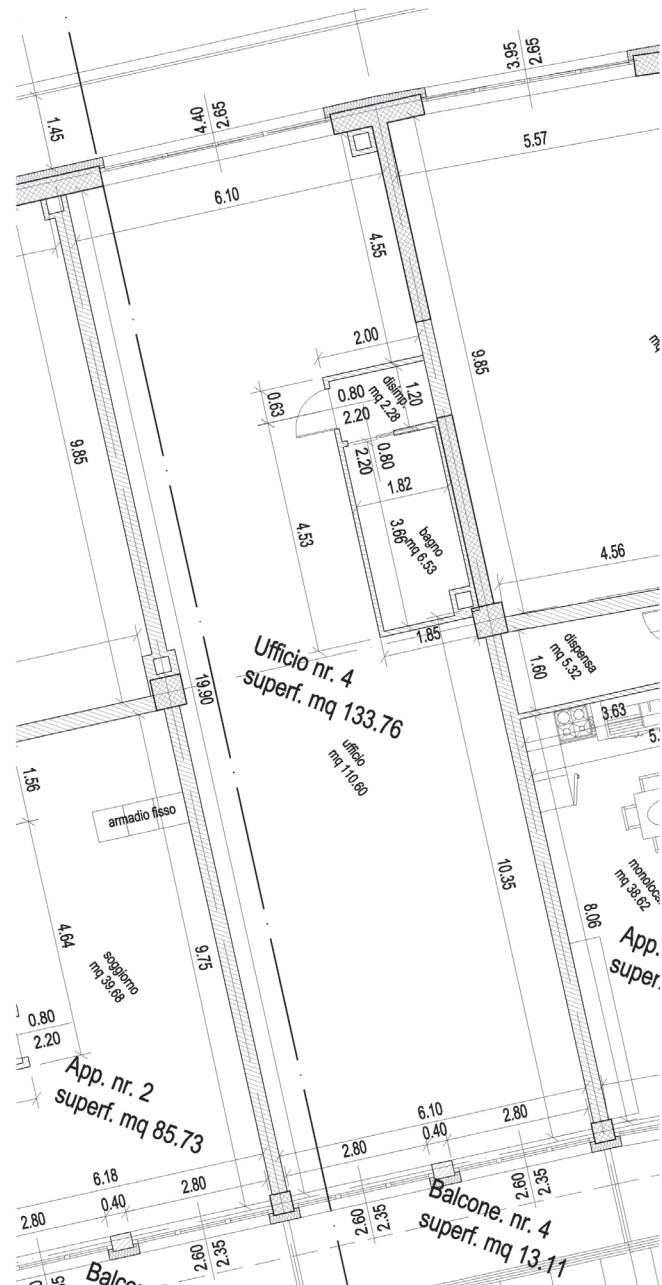 3.95
2.65
4.40
2.65
1.45
5.57
6.10
4.55
2.00
9.85
0.63
0.80
2.20
disimp.
mq 2.28
1.20
9.85
2.20
0.80
1.82
4.53
3.66
bagno
mq 6.53
4.56
1.85
dispensa
mq 5.32
1.60
Ufficio nr. 4
superf. mq 133.76
19.90
3.63
ufficio
mq 110.60
1.56
armadio fisso
10.35
mq 38.62
8.06
App.
4.64
soggiorno
mq 39.68
9.75
0.80
2.20
App. nr. 2
superf. mq 85.73
6.10
2.80
0.40
2.80
6.18
2.80
0.40
2.80
2.60
2.35
2.60
2.35
2.60
2.35
Balcone. nr. 4
superf. mq 13.11